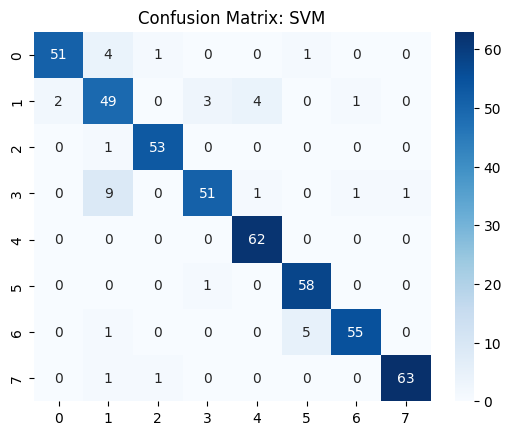 Confusion Matrix: SVM
0 51 4 1 0 0 1 0 0
1 2 49 0 3 4 0 1 0
2 0 1 53 0 0 0 0 0
3 0 9 0 51 1 0 1 1
4 0 0 0 0 62 0 0 0
5 0 0 0 1 0 58 0 0
6 0 1 0 0 0 5 55 0
7 0 1 1 0 0 0 0 63
0 1 2 3 4 5 6 7
60
50
40
30
20
10
0